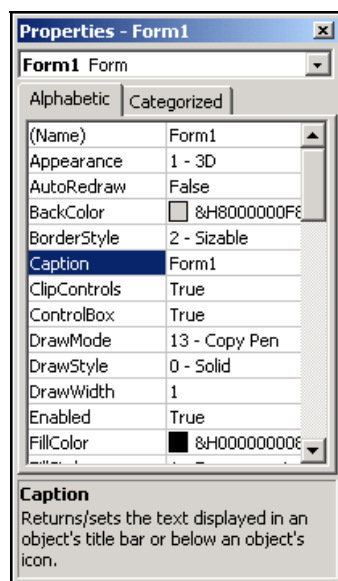 Properties - Form1
Form1 Form
Alphabetic Categorized
(Name) Form1
Appearance 1 - 3D
AutoRedraw False
BackColor &H8000000F&
BorderStyle 2 - Sizable
Caption Form1
ClipControls True
ControlBox True
DrawMode 13 - Copy Pen
DrawStyle 0 - Solid
DrawWidth 1
Enabled True
FillColor &H00000000&
Caption
Returns/sets the text displayed in an
object's title bar or below an object's
icon.